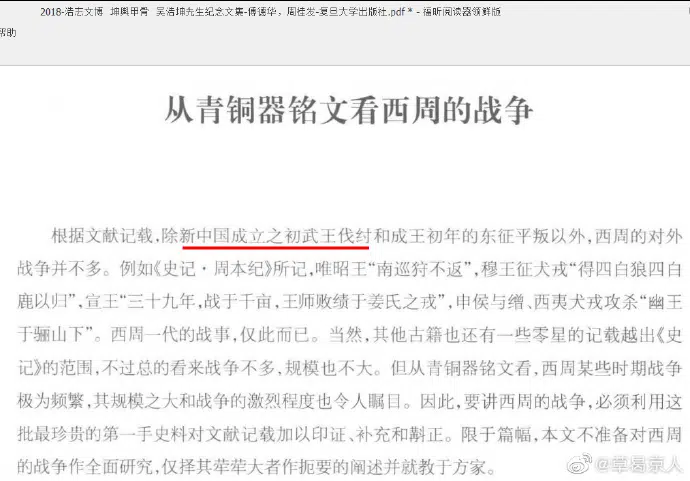 2018-浩志文博 坤舆甲骨 吴浩坤先生纪念文集-傅德华，周桂发-复旦大学出版社.pdf * - 福昕阅读器领鲜版
帮助
从青铜器铭文看西周的战争
根据文献记载,除新中国成立之初武王伐纣和成王初年的东征平叛以外,西周的对外
战争并不多。例如《史记·周本纪》所记,唯昭王“南巡狩不返”,穆王征犬戎“得四白狼四白
鹿以归”,宣王“三十九年,战于千亩,王师败绩于姜氏之戎”,申侯与缯、西夷犬戎攻杀“幽王
于骊山下”。西周一代的战事,仅此而已。当然,其他古籍也还有一些零星的记载越出《史
记》的范围,不过总的看来战争不多,规模也不大。但从青铜器铭文看,西周某些时期战争
极为频繁,其规模之大和战争的激烈程度也令人瞩目。因此,要讲西周的战争,必须利用这
批最珍贵的第一手史料对文献记载加以印证、补充和斠正。限于篇幅,本文不准备对西周
的战争作全面研究,仅择其荦荦大者作扼要的阐述并就教于方家。